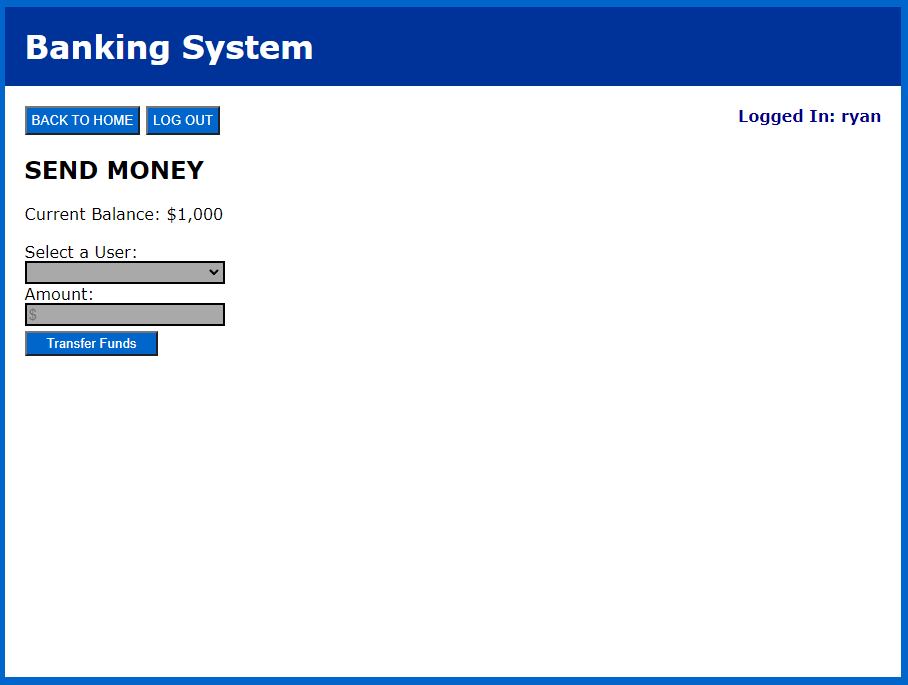 Banking System
BACK TO HOME LOG OUT
Logged In: ryan
SEND MONEY
Current Balance: $1,000
Select a User:
Amount:
$
Transfer Funds